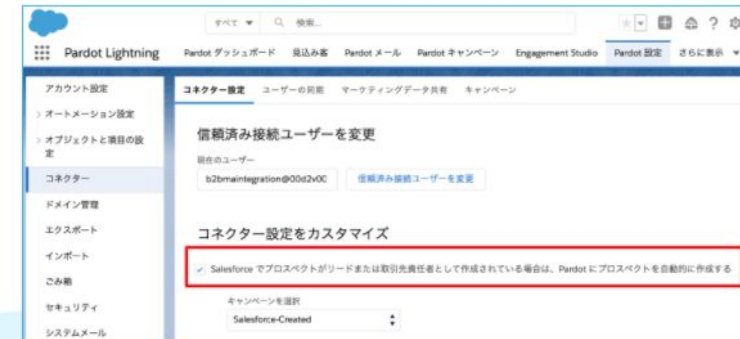 すべて
検索...
Pardot Lightning
Pardot ダッシュボード 見込み客 Pardot メール Pardot キャンペーン Engagement Studio Pardot 設定 さらに表示
アカウント設定
オートメーション設定
オブジェクトと項目の設
定
コネクター
ドメイン管理
エクスポート
インポート
ごみ箱
セキュリティ
システムメール
コネクター設定 ユーザーの同期 マーケティングデータ共有 キャンペーン
信頼済み接続ユーザーを変更
現在のユーザー
b2bmaintegration@00d2v00 信頼済み接続ユーザーを変更
コネクター設定をカスタマイズ
Salesforce でプロスペクトがリードまたは取引先責任者として作成されている場合は、Pardot にプロスペクトを自動的に作成する
キャンペーンを選択
Salesforce-Created